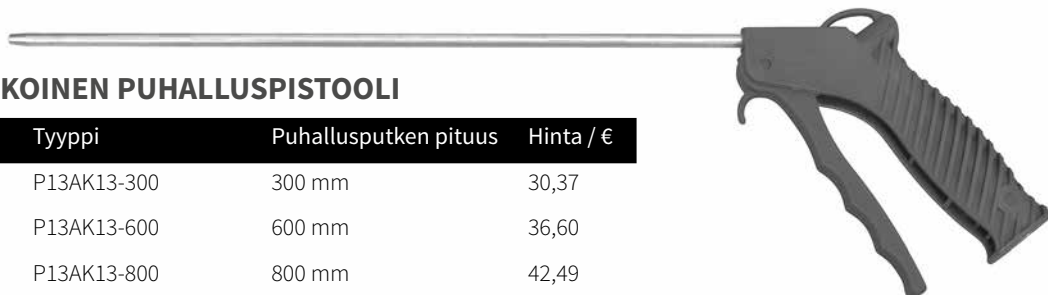 KOINEN PUHALLUSPISTOOLI
Tyyppi Puhallusputken pituus Hinta / €
P13AK13-300 300 mm 30,37
P13AK13-600 600 mm 36,60
P13AK13-800 800 mm 42,49